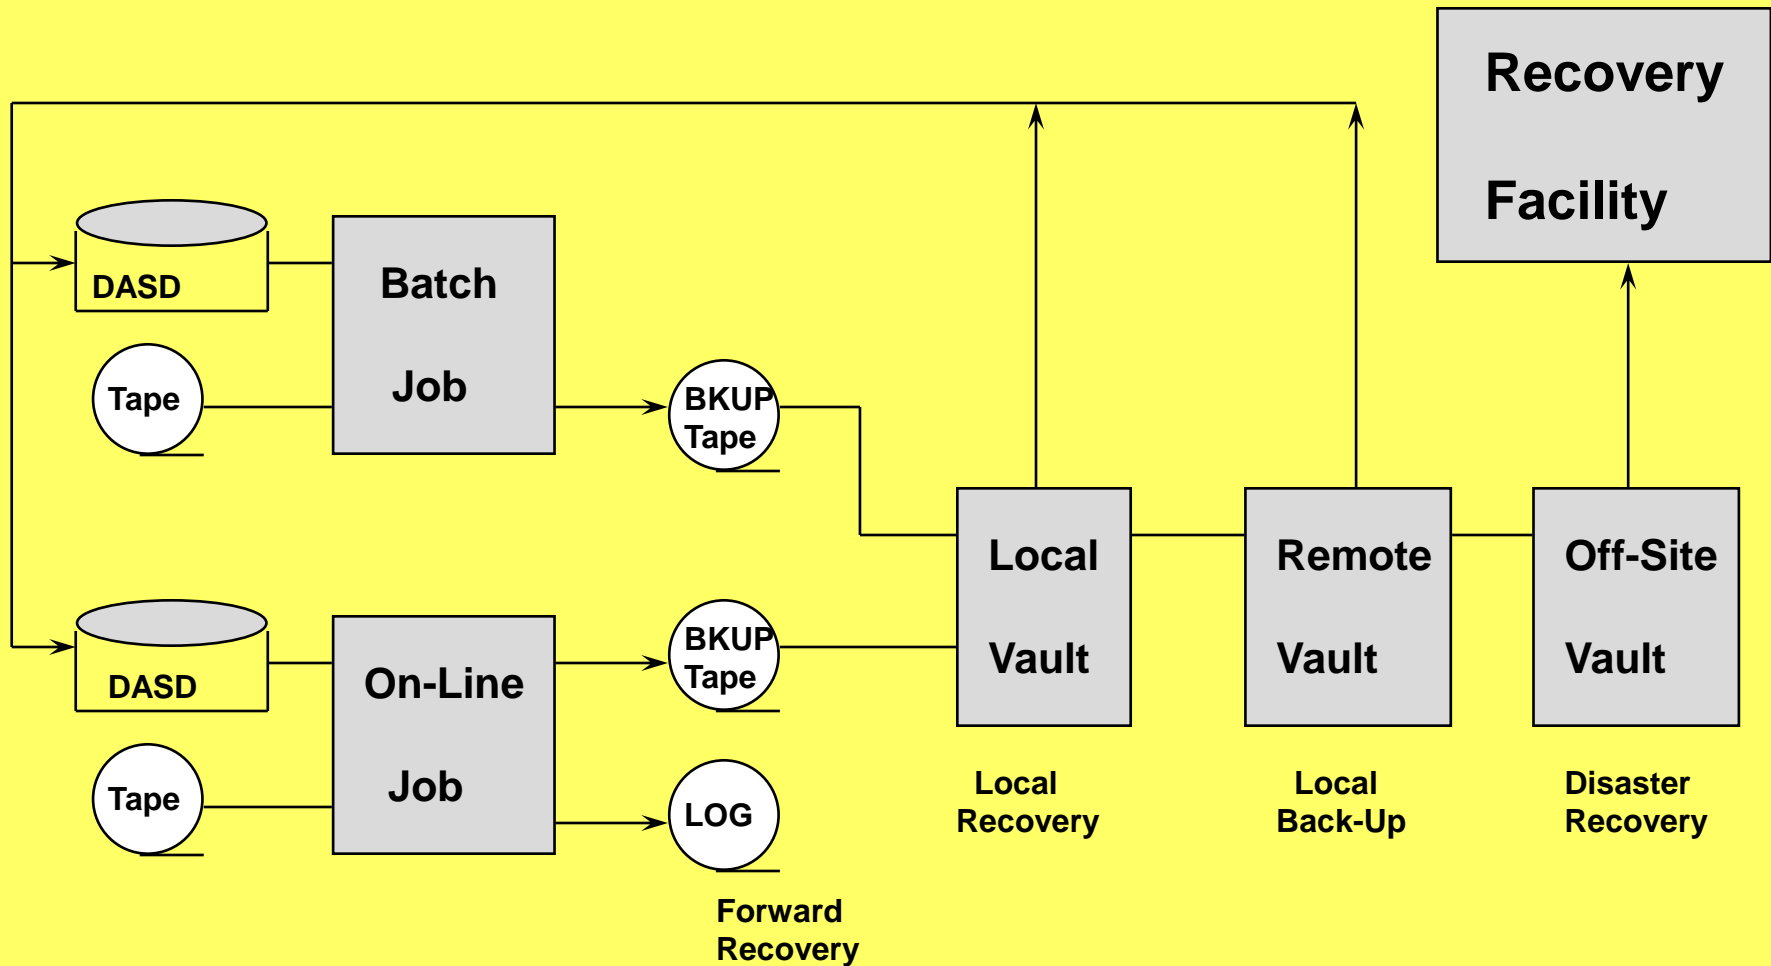 Recovery
Facility
DASD
Batch
Job
Tape
BKUP
Tape
Local
Vault
Remote
Vault
Off-Site
Vault
DASD
On-Line
Job
BKUP
Tape
Tape
LOG
Local
Recovery
Local
Back-Up
Disaster
Recovery
Forward
Recovery